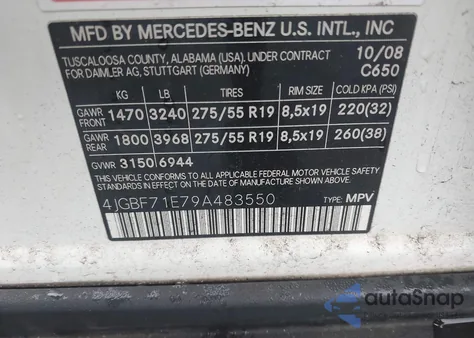 MFD BY MERCEDES-BENZ U.S. INTL., INC
TUSCALOOSA COUNTY, ALABAMA (USA). UNDER CONTRACT 10/08
FOR DAIMLER AG, STUTTGART (GERMANY) C650
KG LB TIRES RIM SIZE COLD KPA (PSI)
GAWR FRONT 1470 3240 275/55 R19 8,5x19 220(32)
GAWR REAR 1800 3968 275/55 R19 8,5x19 260(38)
GVWR 3150 6944
THIS VEHICLE CONFORMS TO ALL APPLICABLE FEDERAL MOTOR VEHICLE SAFETY
STANDARDS IN EFFECT ON THE DATE OF MANUFACTURE SHOWN ABOVE.
4JGBF71E79A483550 TYPE: MPV
autoSnap
POWERED BY CARSFAX